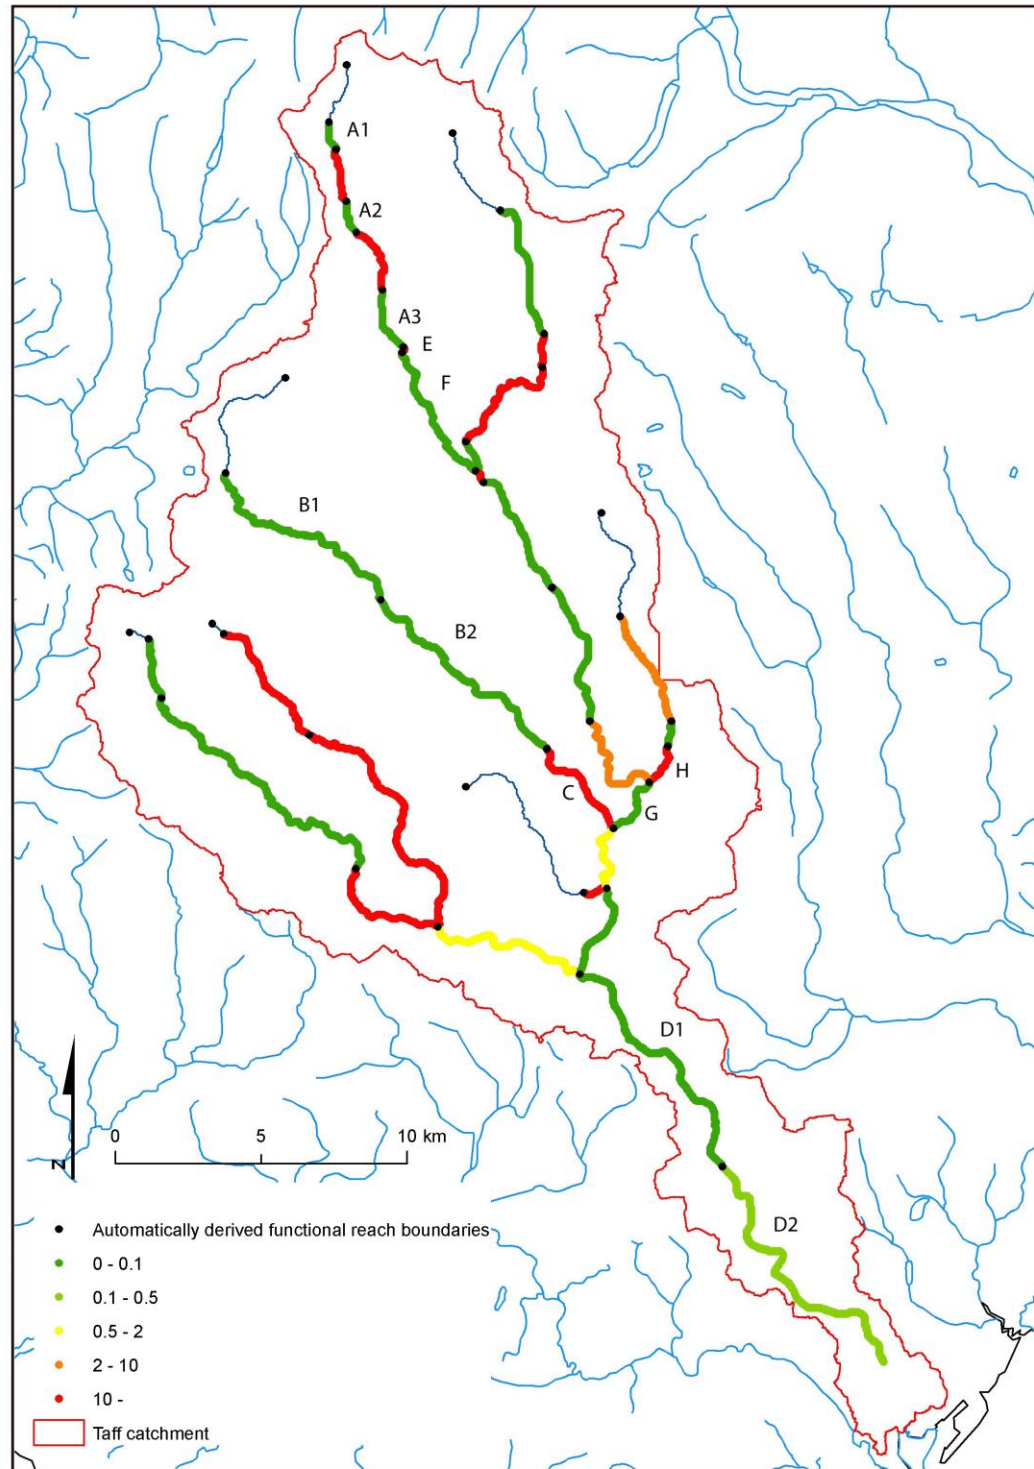 A1
A2
A3
E
F
B1
B2
C
H
G
D1
D2
0 5 10 km
N
Automatically derived functional reach boundaries
0 - 0.1
0.1 - 0.5
0.5 - 2
2 - 10
10 -
Taff catchment